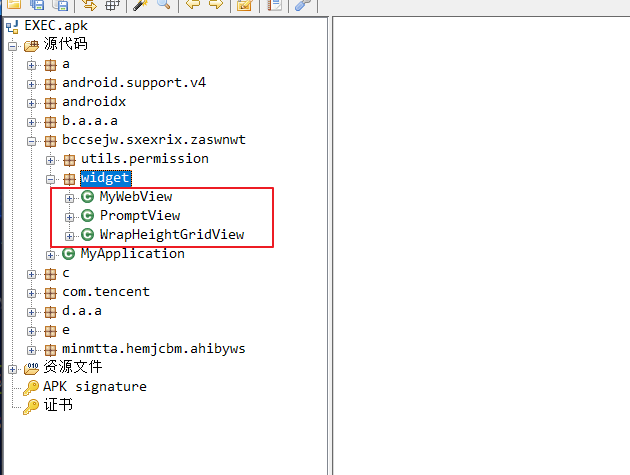 EXEC.apk
源代码
a
android.support.v4
androidx
b.a.a.a
bccsejw.sxexrix.zaswnwt
utils.permission
widget
MyWebView
PromptView
WrapHeightGridView
MyApplication
c
com.tencent
d.a.a
e
minmtta.hemjcbm.ahibyws
资源文件
APK signature
证书